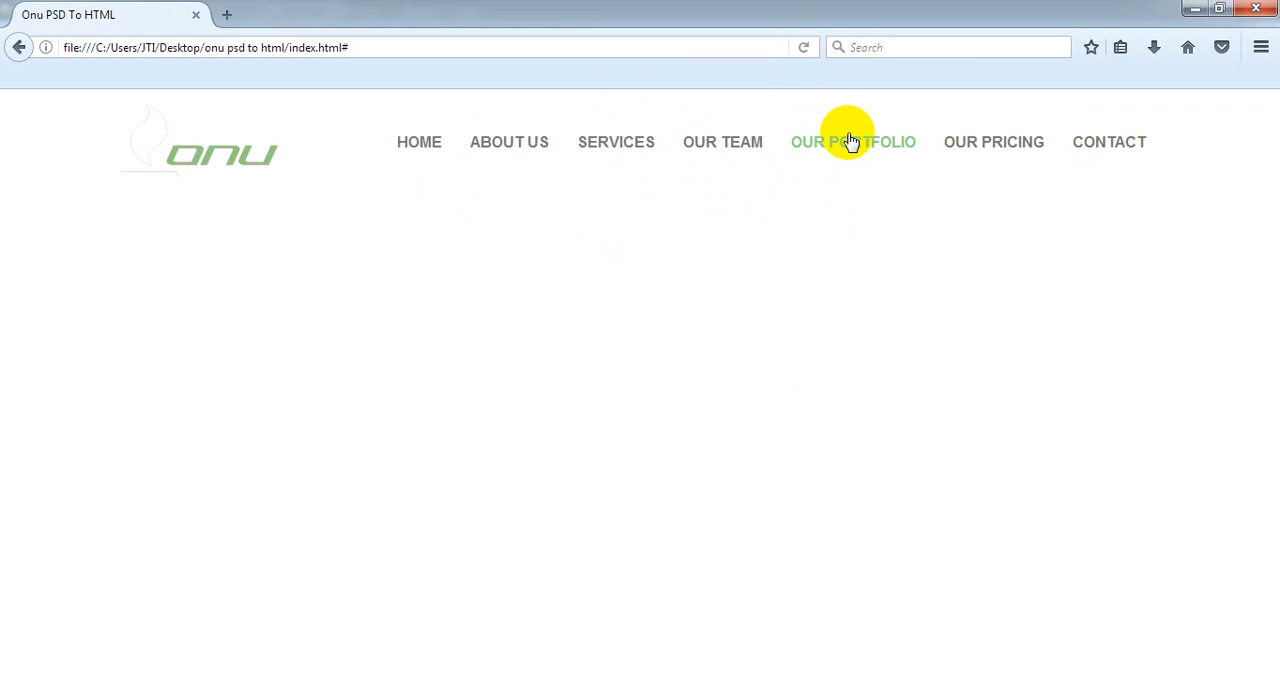 Onu PSD To HTML
file:///C:/Users/JTI/Desktop/onu psd to html/index.html#
Search
onu
HOME ABOUT US SERVICES OUR TEAM OUR PORTFOLIO OUR PRICING CONTACT